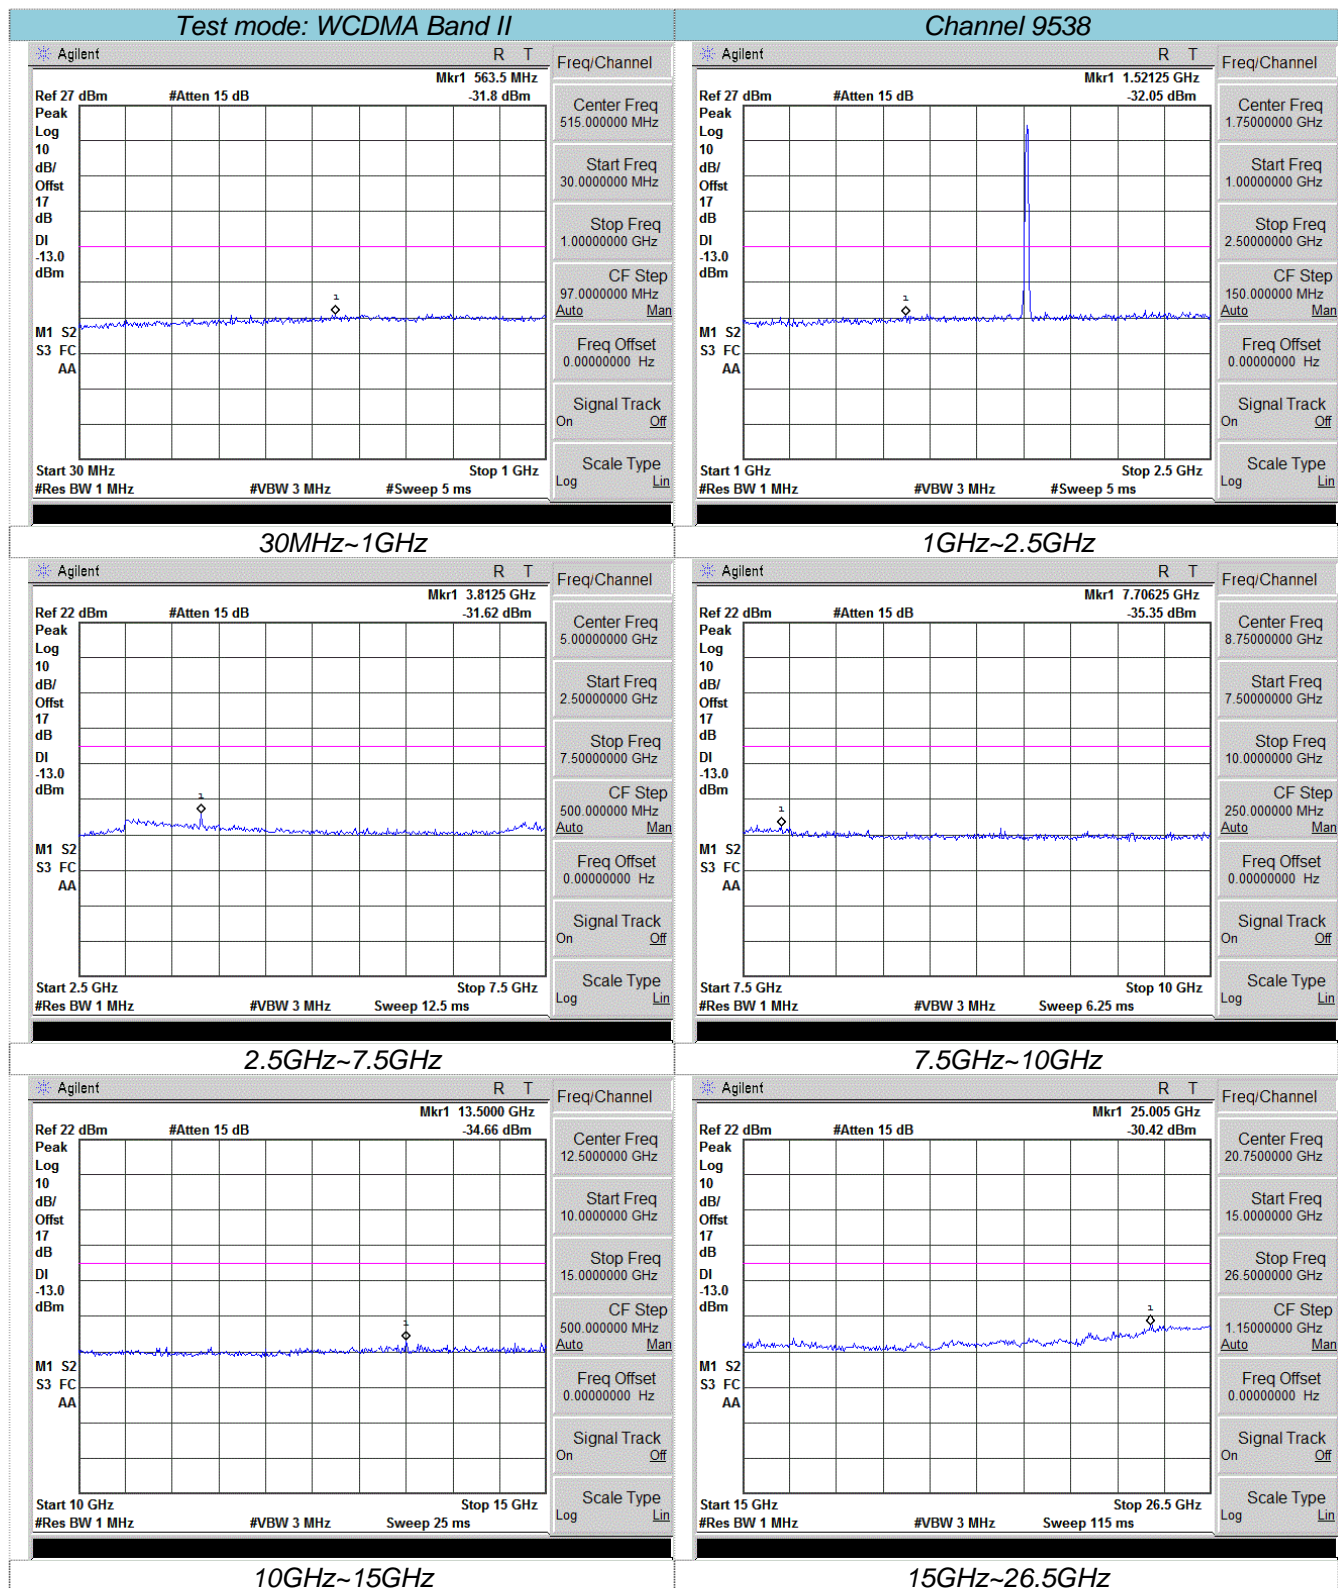 Test mode: WCDMA Band II Channel 9538
Agilent R T
Freq/Channel
Mkr1 563.5 MHz
Ref 27 dBm #Atten 15 dB -31.8 dBm
Peak
Log
10
dB/
Offst
17
dB
DI
-13.0
dBm
1
M1 S2
S3 FC
AA
Start 30 MHz Stop 1 GHz
#Res BW 1 MHz #VBW 3 MHz #Sweep 5 ms
Center Freq
515.000000 MHz
Start Freq
30.0000000 MHz
Stop Freq
1.00000000 GHz
CF Step
97.0000000 MHz
Auto Man
Freq Offset
0.00000000 Hz
Signal Track
On Off
Scale Type
Log Lin
Agilent R T
Freq/Channel
Mkr1 1.52125 GHz
Ref 27 dBm #Atten 15 dB -32.05 dBm
Peak
Log
10
dB/
Offst
17
dB
DI
-13.0
dBm
1
M1 S2
S3 FC
AA
Start 1 GHz Stop 2.5 GHz
#Res BW 1 MHz #VBW 3 MHz #Sweep 5 ms
Center Freq
1.75000000 GHz
Start Freq
1.00000000 GHz
Stop Freq
2.50000000 GHz
CF Step
150.000000 MHz
Auto Man
Freq Offset
0.00000000 Hz
Signal Track
On Off
Scale Type
Log Lin
30MHz~1GHz 1GHz~2.5GHz
Agilent R T
Freq/Channel
Mkr1 3.8125 GHz
Ref 22 dBm #Atten 15 dB -31.62 dBm
Peak
Log
10
dB/
Offst
17
dB
DI
-13.0
dBm
1
M1 S2
S3 FC
AA
Start 2.5 GHz Stop 7.5 GHz
#Res BW 1 MHz #VBW 3 MHz Sweep 12.5 ms
Center Freq
5.00000000 GHz
Start Freq
2.50000000 GHz
Stop Freq
7.50000000 GHz
CF Step
500.000000 MHz
Auto Man
Freq Offset
0.00000000 Hz
Signal Track
On Off
Scale Type
Log Lin
Agilent R T
Freq/Channel
Mkr1 7.70625 GHz
Ref 22 dBm #Atten 15 dB -35.35 dBm
Peak
Log
10
dB/
Offst
17
dB
DI
-13.0
dBm
1
M1 S2
S3 FC
AA
Start 7.5 GHz Stop 10 GHz
#Res BW 1 MHz #VBW 3 MHz Sweep 6.25 ms
Center Freq
8.75000000 GHz
Start Freq
7.50000000 GHz
Stop Freq
10.0000000 GHz
CF Step
250.000000 MHz
Auto Man
Freq Offset
0.00000000 Hz
Signal Track
On Off
Scale Type
Log Lin
2.5GHz~7.5GHz 7.5GHz~10GHz
Agilent R T
Freq/Channel
Mkr1 13.5000 GHz
Ref 22 dBm #Atten 15 dB -34.66 dBm
Peak
Log
10
dB/
Offst
17
dB
DI
-13.0
dBm
1
M1 S2
S3 FC
AA
Start 10 GHz Stop 15 GHz
#Res BW 1 MHz #VBW 3 MHz Sweep 25 ms
Center Freq
12.5000000 GHz
Start Freq
10.0000000 GHz
Stop Freq
15.0000000 GHz
CF Step
500.000000 MHz
Auto Man
Freq Offset
0.00000000 Hz
Signal Track
On Off
Scale Type
Log Lin
Agilent R T
Freq/Channel
Mkr1 25.005 GHz
Ref 22 dBm #Atten 15 dB -30.42 dBm
Peak
Log
10
dB/
Offst
17
dB
DI
-13.0
dBm
1
M1 S2
S3 FC
AA
Start 15 GHz Stop 26.5 GHz
#Res BW 1 MHz #VBW 3 MHz Sweep 115 ms
Center Freq
20.7500000 GHz
Start Freq
15.0000000 GHz
Stop Freq
26.5000000 GHz
CF Step
1.15000000 GHz
Auto Man
Freq Offset
0.00000000 Hz
Signal Track
On Off
Scale Type
Log Lin
10GHz~15GHz 15GHz~26.5GHz